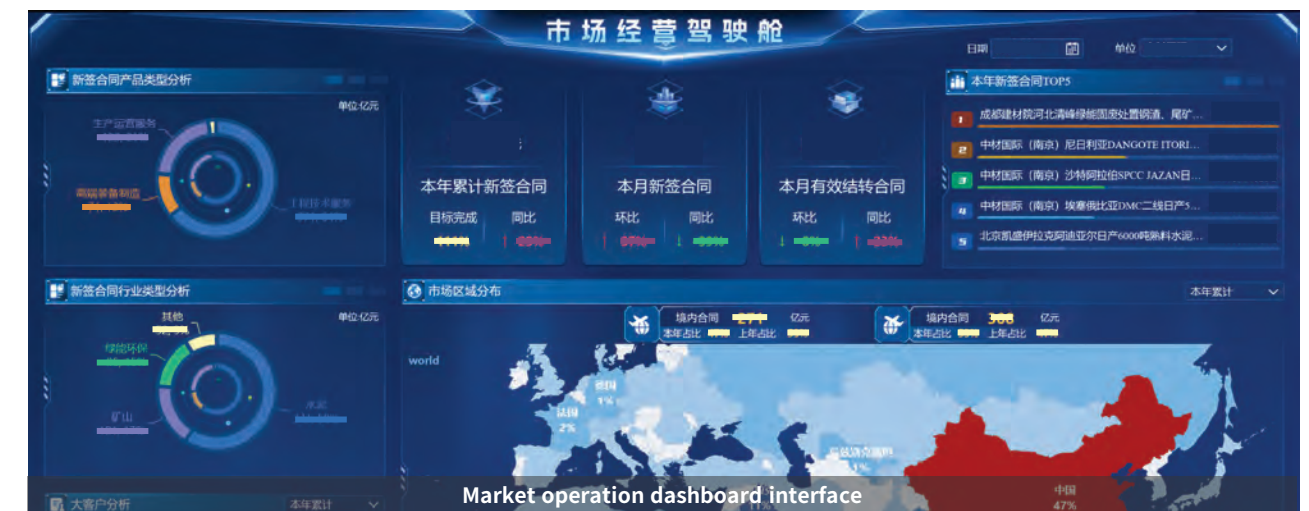 市场经营驾驶舱
日期
单位
新签合同产品类型分析
单位:亿元
生产运营服务
高端装备制造
工程技术服务
本年累计新签合同
目标完成
同比
本月新签合同
环比
同比
本月有效结转合同
环比
同比
本年新签合同TOP5
1 成都建材院河北清峰绿能固废处置钢渣、尾矿...
2 中材国际（南京）尼日利亚DANGOTE ITORI...
3 中材国际（南京）沙特阿拉伯SPCC JAZAN日...
4 中材国际（南京）埃塞俄比亚DMC二线日产5...
5 北京凯盛伊拉克阿迪亚尔日产6000吨熟料水泥...
新签合同行业类型分析
单位:亿元
其他
绿能环保
矿山
水泥
市场区域分布
本年累计
境内合同
亿元
本年占比
上年占比
境内合同
亿元
本年占比
上年占比
world
德国
1%
法国
2%
中国
47%
大客户分析
本年累计
Market operation dashboard interface